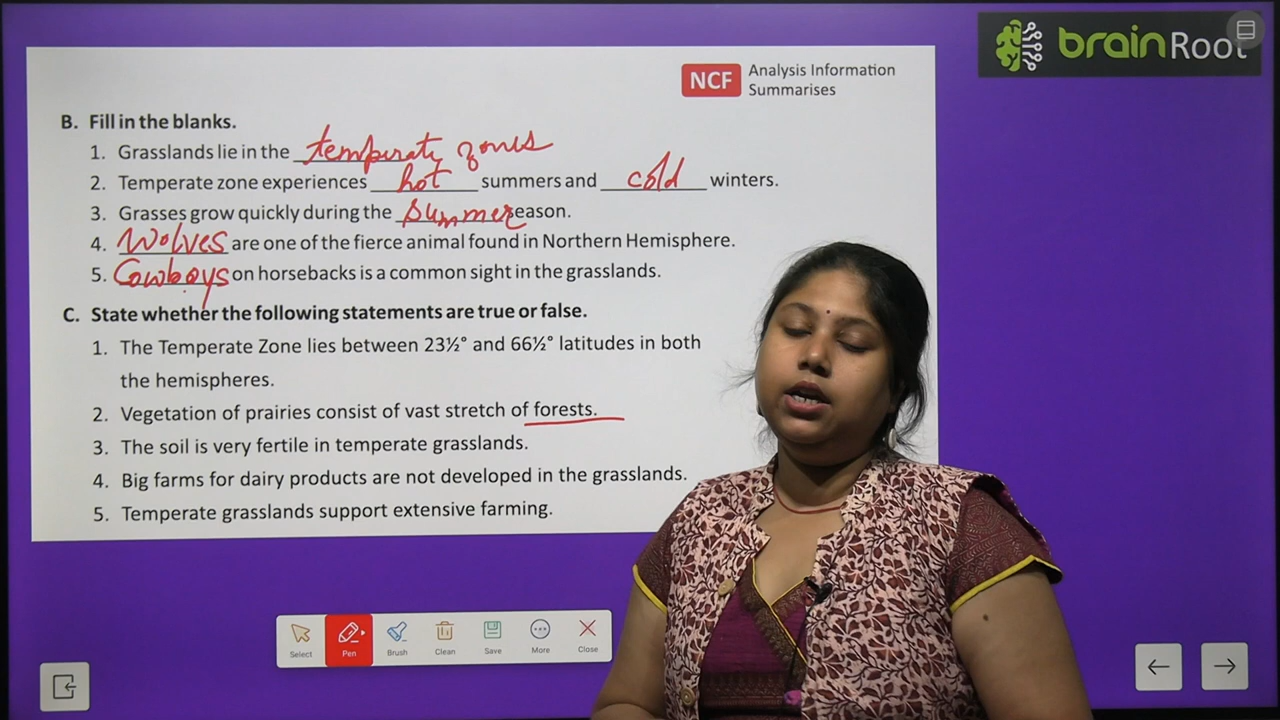 brainRoot
NCF Analysis Information
Summarises
B. Fill in the blanks.
1. Grasslands lie in the temperate zones
2. Temperate zone experiences hot summers and cold winters.
3. Grasses grow quickly during the summer season.
4. Wolves are one of the fierce animal found in Northern Hemisphere.
5. Cowboys on horsebacks is a common sight in the grasslands.
C. State whether the following statements are true or false.
1. The Temperate Zone lies between 23½° and 66½° latitudes in both
the hemispheres.
2. Vegetation of prairies consist of vast stretch of forests.
3. The soil is very fertile in temperate grasslands.
4. Big farms for dairy products are not developed in the grasslands.
5. Temperate grasslands support extensive farming.
Select Pen Brush Clean Save More Close